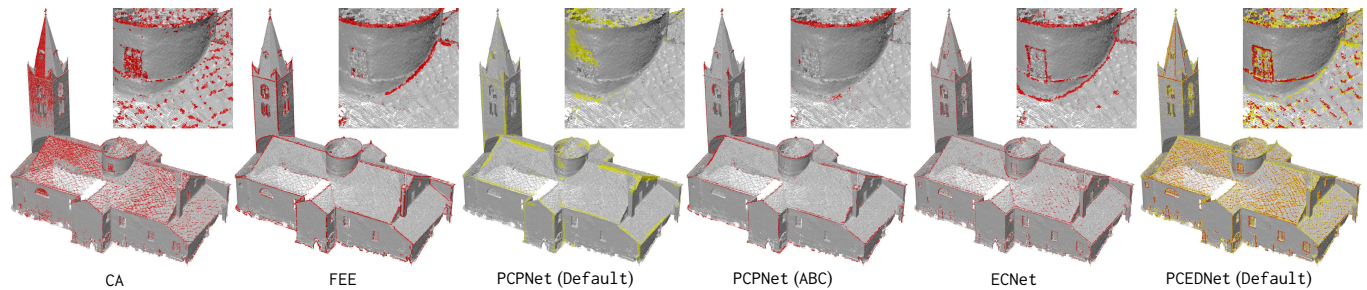 CA
FEE
PCPNet (Default)
PCPNet (ABC)
ECNet
PCEDNet (Default)